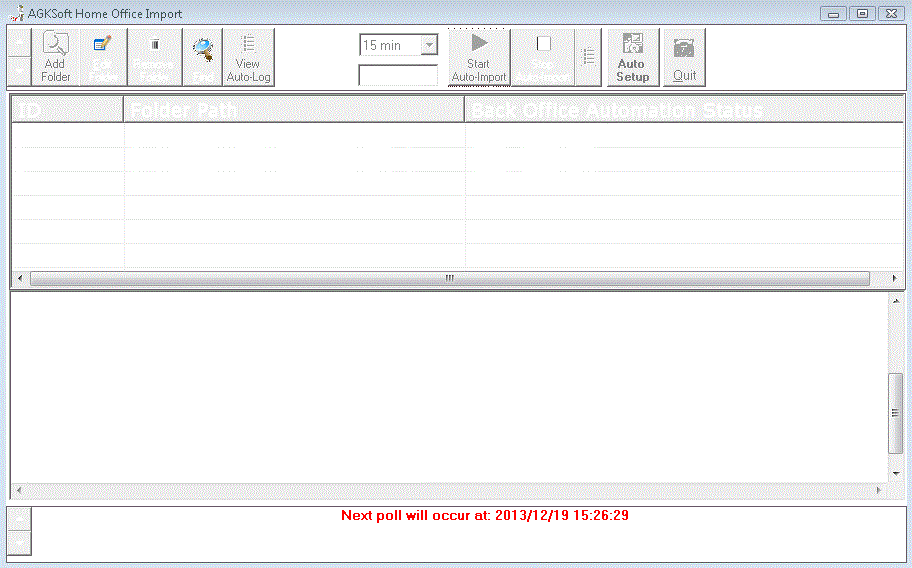 AGKSoft Home Office Import
Add
Folder
Edit
Folder
Folder
Find
View
Auto-Log
15 min
Start
Auto-Import
Stop
Auto-Import
Auto
Setup
Quit
ID
Folder Path
Back Office Automation Status
Next poll will occur at: 2013/12/19 15:26:29